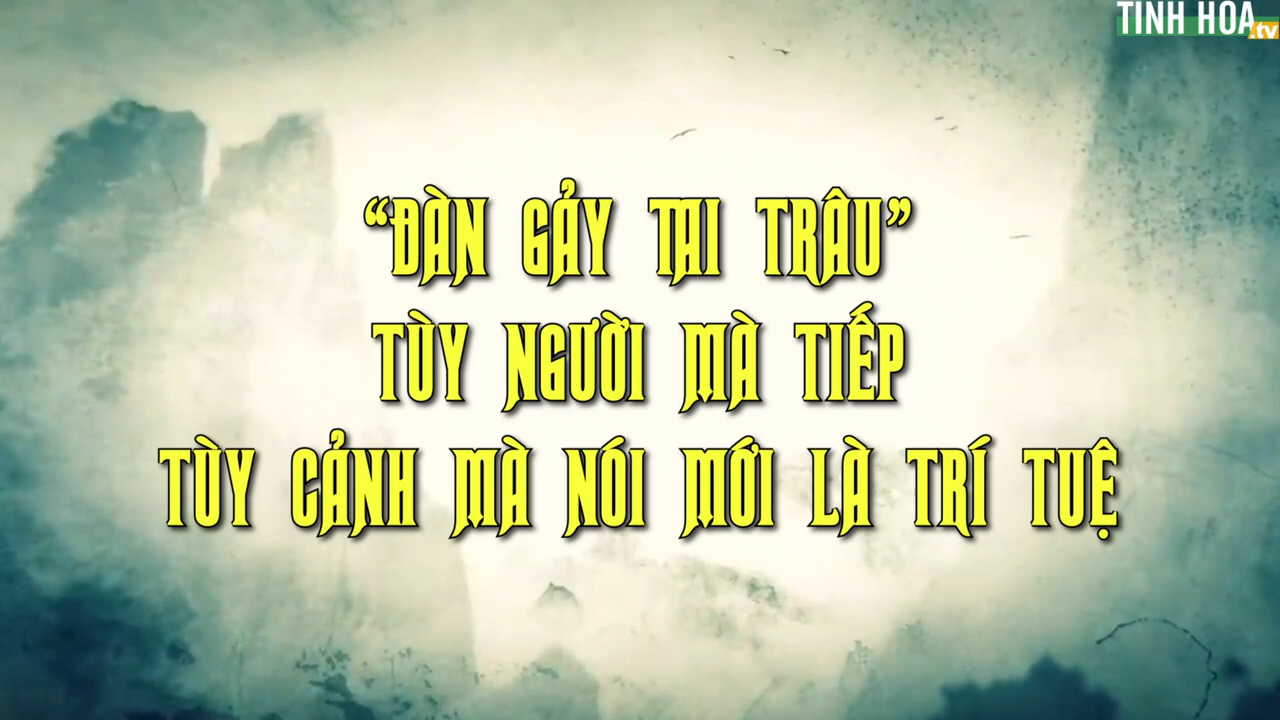 TINH HOA
.tv
“ĐÀN GẢY TAI TRÂU”
TÙY NGƯỜI MÀ TIẾP
TÙY CẢNH MÀ NÓI MỚI LÀ TRÍ TUỆ